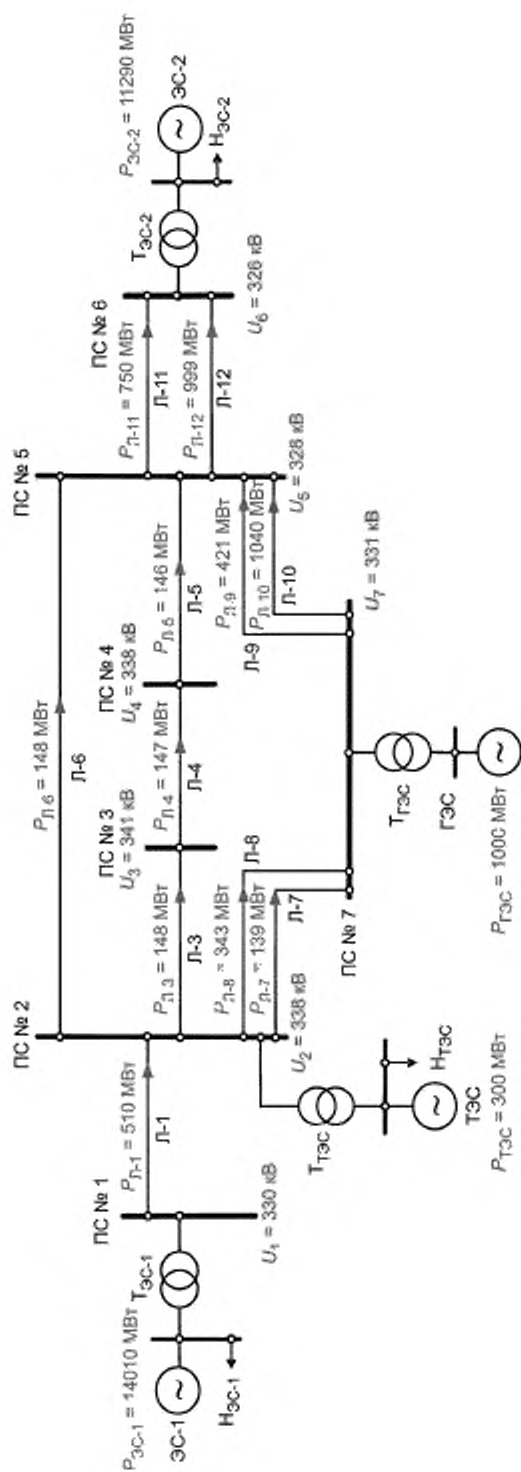 P_ЭС-1 = 14010 МВт
ЭС-1
Н_ЭС-1
Т_ЭС-1
ПС № 1
U_1 = 330 кВ
P_Л-1 = 510 МВт
Л-1
ПС № 2
U_2 = 338 кВ
Т_ТЭС
Н_ТЭС
ТЭС
P_ТЭС = 300 МВт
P_Л-6 = 148 МВт
Л-6
P_Л-3 = 148 МВт
Л-3
P_Л-8 = 343 МВт
Л-8
P_Л-7 = 139 МВт
Л-7
ПС № 3
U_3 = 341 кВ
P_Л-4 = 147 МВт
Л-4
ПС № 4
U_4 = 338 кВ
P_Л-5 = 146 МВт
Л-5
P_Л-9 = 421 МВт
Л-9
P_Л-10 = 1040 МВт
Л-10
ПС № 7
U_7 = 331 кВ
Т_ГЭС
ГЭС
P_ГЭС = 1000 МВт
ПС № 5
U_5 = 328 кВ
P_Л-11 = 750 МВт
Л-11
P_Л-12 = 999 МВт
Л-12
ПС № 6
U_6 = 326 кВ
Т_ЭС-2
P_ЭС-2 = 11290 МВт
ЭС-2
Н_ЭС-2